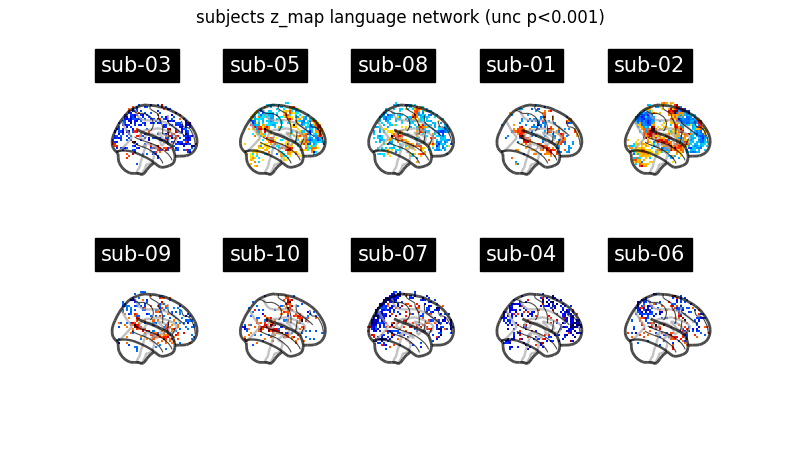 subjects z_map language network (unc p<0.001)
sub-03 sub-05 sub-08 sub-01 sub-02
sub-09 sub-10 sub-07 sub-04 sub-06